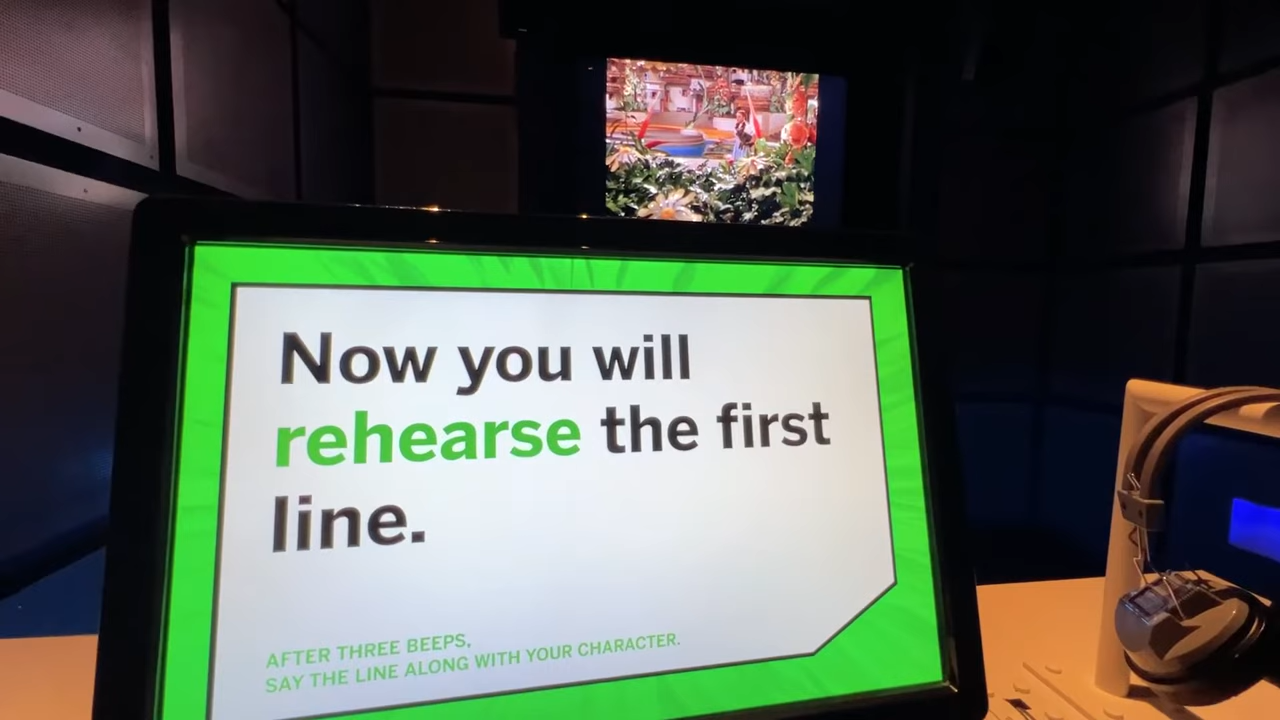 Now you will
rehearse the first
line.
AFTER THREE BEEPS,
SAY THE LINE ALONG WITH YOUR CHARACTER.